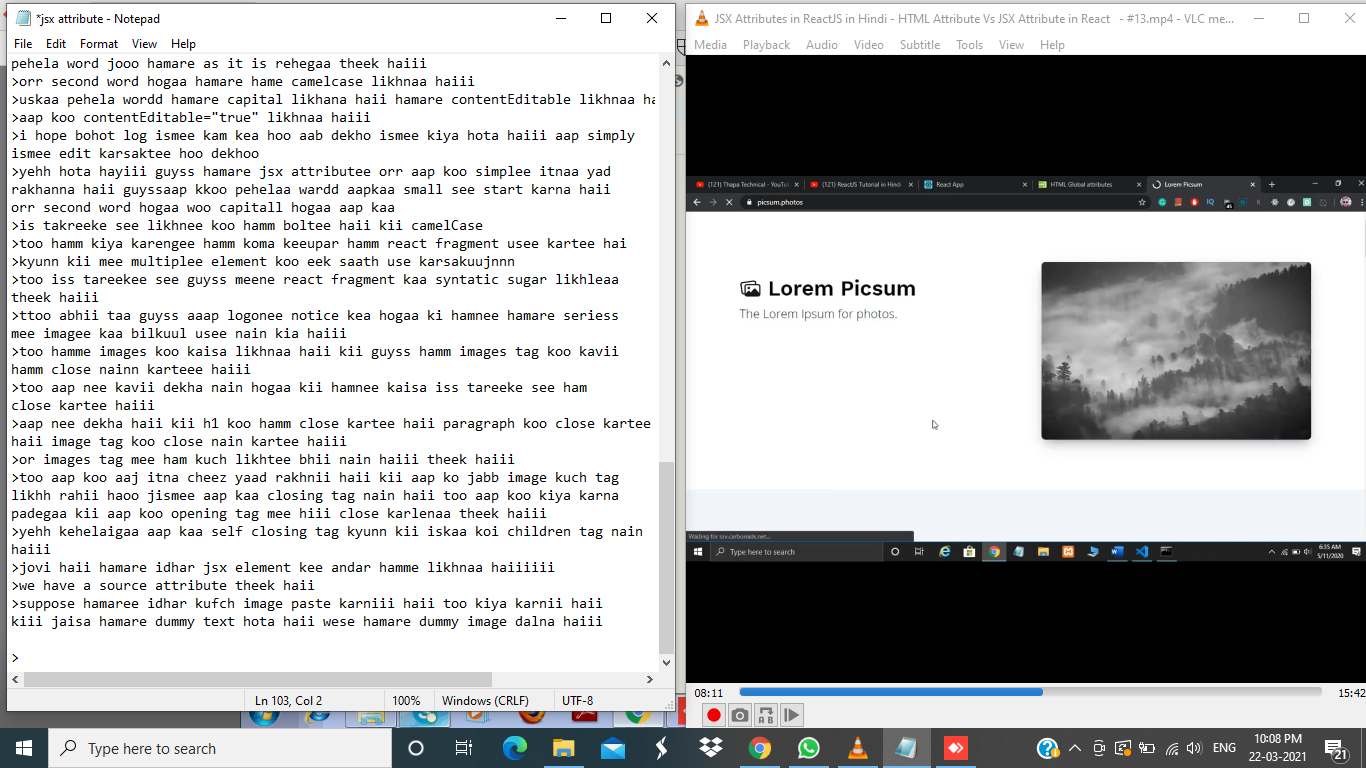 *jsx attribute - Notepad
File Edit Format View Help
pehela word jooo hamare as it is rehegaa theek haiii
>orr second word hogaa hamare hame camelcase likhnaa haiii
>uskaa pehela wordd hamare capital likhana haii hamare contentEditable likhnaa ha
>aap koo contentEditable="true" likhnaa haiii
>i hope bohot log ismee kam kea hoo aab dekho ismee kiya hota haiii aap simply
ismee edit karsaktee hoo dekhoo
>yehh hota hayiii guyss hamare jsx attributee orr aap koo simplee itnaa yad
rakhanna haii guyssaap kkoo pehelaa wardd aapkaa small see start karna haii
orr second word hogaa woo capitall hogaa aap kaa
>is takreeke see likhnee koo hamm boltee haii kii camelCase
>too hamm kiya karengee hamm koma keeupar hamm react fragment usee kartee hai
>kyunn kii mee multiplee element koo eek saath use karsakuujnnn
>too iss tareekee see guyss meene react fragment kaa syntatic sugar likhleaa
theek haiii
>ttoo abhii taa guyss aaap logonee notice kea hogaa ki hamnee hamare seriess
mee imagee kaa bilkuul usee nain kia haiii
>too hamme images koo kaisa likhnaa haii kii guyss hamm images tag koo kavii
hamm close nainn karteee haiii
>too aap nee kavii dekha nain hogaa kii hamnee kaisa iss tareeke see ham
close kartee haiii
>aap nee dekha haii kii h1 koo hamm close kartee haii paragraph koo close kartee
haii image tag koo close nain kartee haiii
>or images tag mee ham kuch likhtee bhii nain haiii theek haiii
>too aap koo aaj itna cheez yaad rakhnii haii kii aap ko jabb image kuch tag
likhh rahii haoo jismee aap kaa closing tag nain haii too aap koo kiya karna
padegaa kii aap koo opening tag mee hiii close karlenaa theek haiii
>yehh kehelaigaa aap kaa self closing tag kyunn kii iskaa koi children tag nain
haiii
>jovi haii hamare idhar jsx element kee andar hamme likhnaa haiiiiii
>we have a source attribute theek haii
>suppose hamaree idhar kufch image paste karniii haii too kiya karnii haii
kiii jaisa hamare dummy text hota haii wese hamare dummy image dalna haiii
>
Ln 103, Col 2 100% Windows (CRLF) UTF-8
JSX Attributes in ReactJS in Hindi - HTML Attribute Vs JSX Attribute in React - #13.mp4 - VLC me...
Media Playback Audio Video Subtitle Tools View Help
(121) Thapa Technical - YouTu (121) ReactJS Tutorial in Hindi React App HTML Global attributes Lorem Picsum
picsum.photos
Lorem Picsum
The Lorem Ipsum for photos.
Waiting for srv.carbonads.net...
Type here to search 6:35 AM
5/11/2020
08:11 15:42
Type here to search ENG 10:08 PM
22-03-2021 21